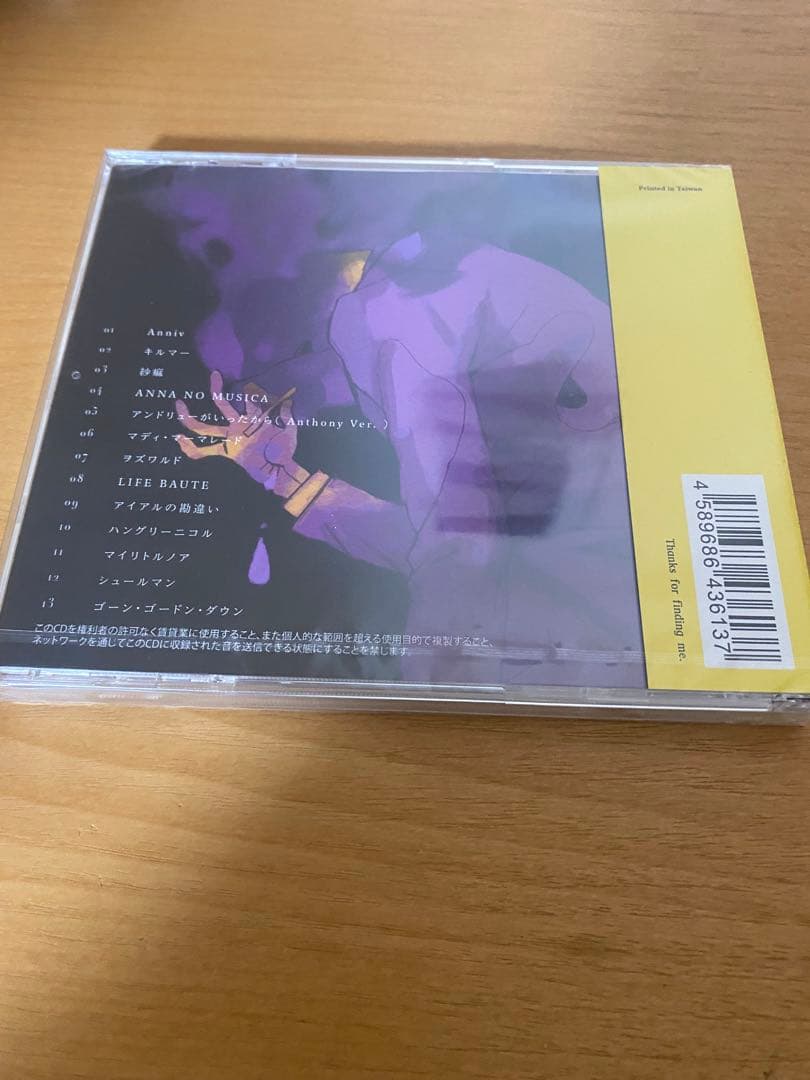 01 Anniv
02 キルマー
03 紗痲
04 ANNA NO MUSICA
05 アンドリューがいったから（ Anthony Ver. ）
06 マディ・マーマレード
07 ヲズワルド
08 LIFE BAUTE
09 アイアルの勘違い
10 ハングリーニコル
11 マイリトルノア
12 シュールマン
13 ゴーン・ゴードン・ダウン
このCDを権利者の許可なく賃貸業に使用すること、また個人的な範囲を超える使用目的で複製すること、
ネットワークを通じてこのCDに収録された音を送信できる状態にすることを禁じます。
Printed in Taiwan
4 589686 436137
Thanks for finding me.